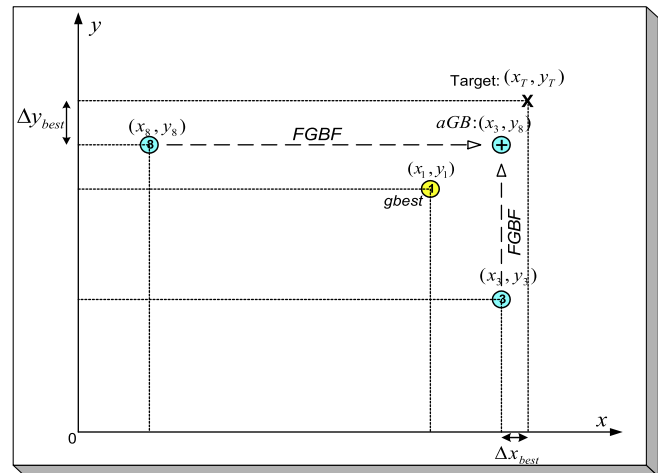 y
Target: (x_T, y_T)
Δy_best
(x_8, y_8)
FGBF
aGB:(x_3, y_8)
8
+
(x_1, y_1)
1
gbest
FGBF
(x_3, y_3)
3
x
0
Δx_best